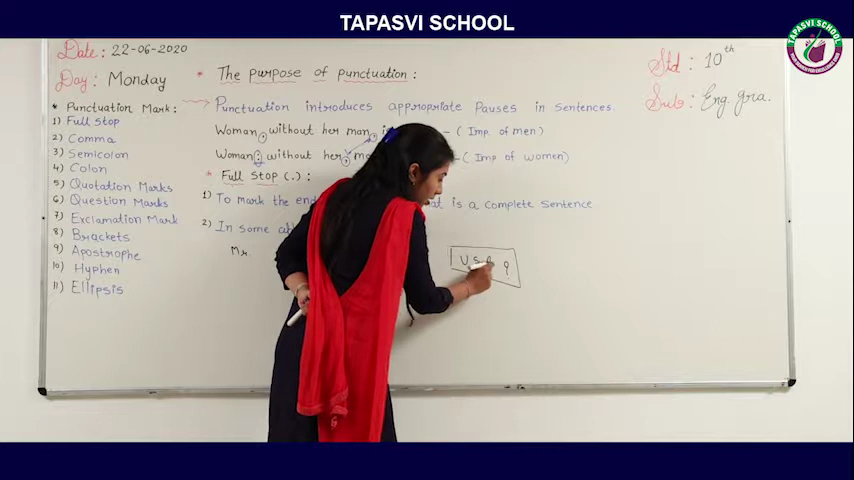 TAPASVI SCHOOL
TAPASVI SCHOOL
Date: 22-06-2020
Day: Monday
Std : 10th
Sub: Eng. gra.
* The purpose of punctuation :
* Punctuation Mark :
1) Full stop
2) Comma
3) Semicolon
4) Colon
5) Quotation Marks
6) Question Marks
7) Exclamation Mark
8) Brackets
9) Apostrophe
10) Hyphen
11) Ellipsis
Punctuation introduces appropriate Pauses in Sentences.
Woman, without her man, – ( Imp. of men )
Woman : without her, – ( Imp of women)
* Full Stop (.) :
1) To mark the end is a complete Sentence
2) In some
Mr.
U.S. ?